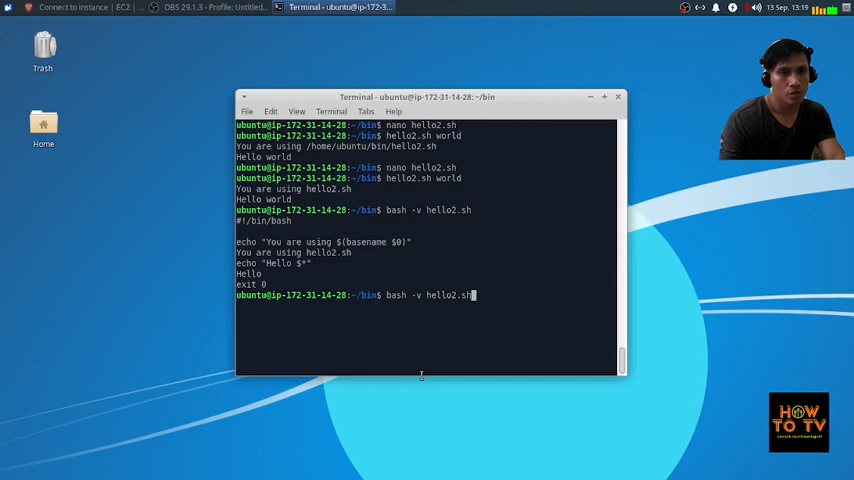 Connect to instance | EC2 | ...
OBS 29.1.3 - Profile: Untitled...
Terminal - ubuntu@ip-172-3...
13 Sep, 13:19
Trash
Home
Terminal - ubuntu@ip-172-31-14-28: ~/bin
File Edit View Terminal Tabs Help
ubuntu@ip-172-31-14-28:~/bin$ nano hello2.sh
ubuntu@ip-172-31-14-28:~/bin$ hello2.sh world
You are using /home/ubuntu/bin/hello2.sh
Hello world
ubuntu@ip-172-31-14-28:~/bin$ nano hello2.sh
ubuntu@ip-172-31-14-28:~/bin$ hello2.sh world
You are using hello2.sh
Hello world
ubuntu@ip-172-31-14-28:~/bin$ bash -v hello2.sh
#!/bin/bash
echo "You are using $(basename $0)"
You are using hello2.sh
echo "Hello $*"
Hello
exit 0
ubuntu@ip-172-31-14-28:~/bin$ bash -v hello2.sh
HOW
TO TV